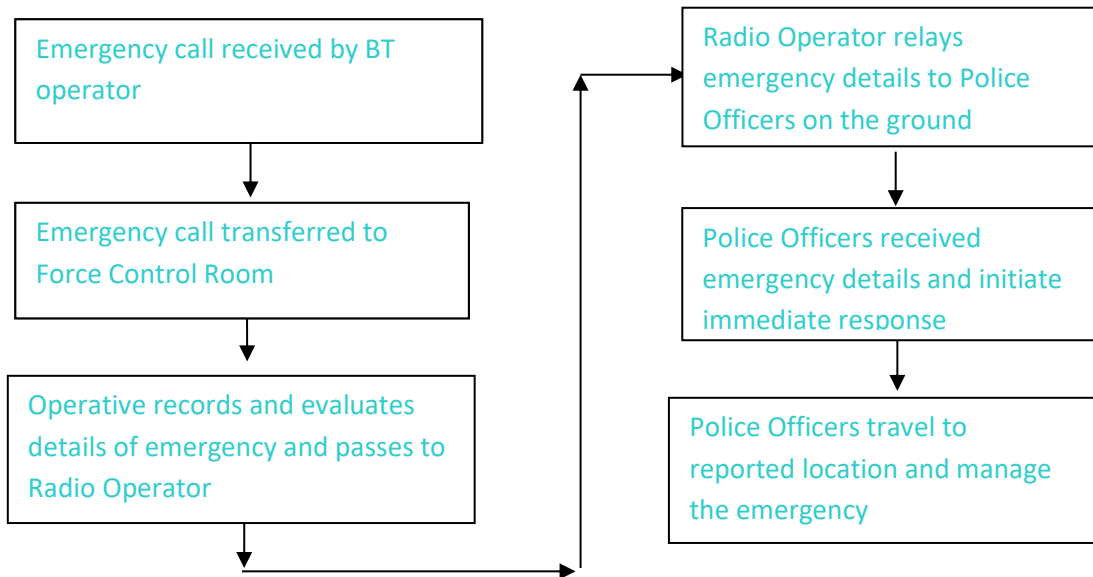 Emergency call received by BT
operator
Emergency call transferred to
Force Control Room
Operative records and evaluates
details of emergency and passes to
Radio Operator
Radio Operator relays
emergency details to Police
Officers on the ground
Police Officers received
emergency details and initiate
immediate response
Police Officers travel to
reported location and manage
the emergency